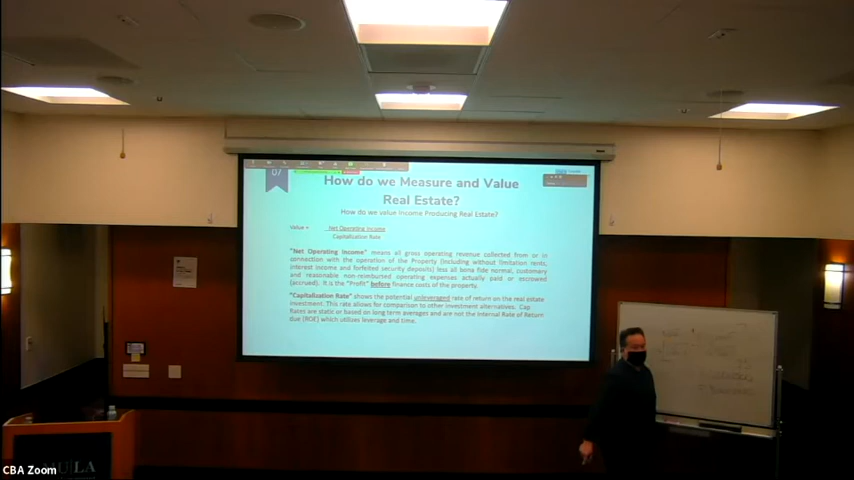 07
How do we Measure and Value
Real Estate?
How do we value Income Producing Real Estate?
Value = Net Operating Income
Capitalization Rate
"Net Operating Income" means all gross operating revenue collected from or in
connection with the operation of the Property (including without limitation rents,
interest income and forfeited security deposits) less all bona fide normal, customary
and reasonable non-reimbursed operating expenses actually paid or escrowed
(accrued). It is the "Profit" before finance costs of the property.
"Capitalization Rate" shows the potential unleveraged rate of return on the real estate
investment. This rate allows for comparison to other investment alternatives. Cap
Rates are static or based on long term averages and are not the Internal Rate of Return
due (ROE) which utilizes leverage and time.
LMU|LA
CBA Zoom